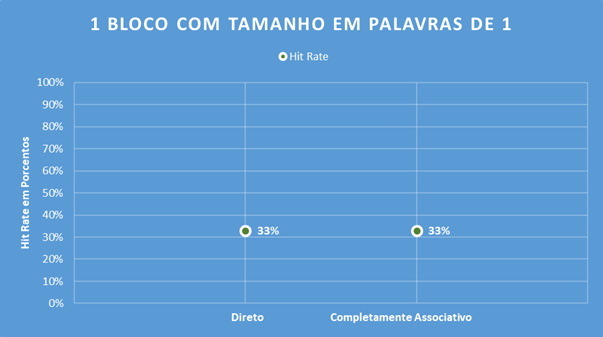 1 BLOCO COM TAMANHO EM PALAVRAS DE 1
Hit Rate
Hit Rate em Porcentos
100%
90%
80%
70%
60%
50%
40%
30%
20%
10%
0%
33%
33%
Direto
Completamente Associativo